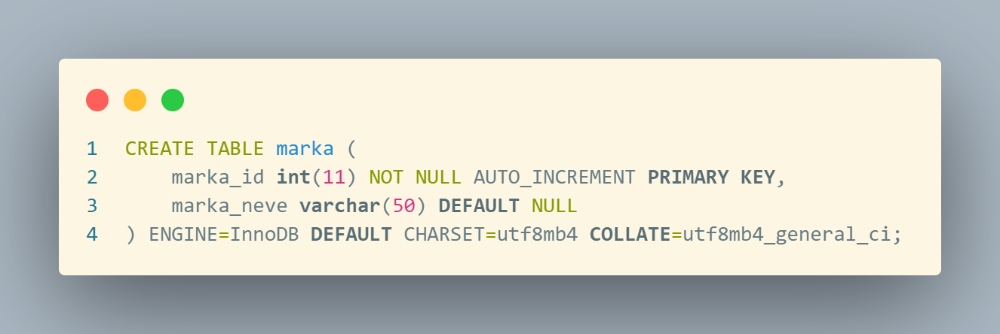 1 CREATE TABLE marka (
2 marka_id int(11) NOT NULL AUTO_INCREMENT PRIMARY KEY,
3 marka_neve varchar(50) DEFAULT NULL
4 ) ENGINE=InnoDB DEFAULT CHARSET=utf8mb4 COLLATE=utf8mb4_general_ci;